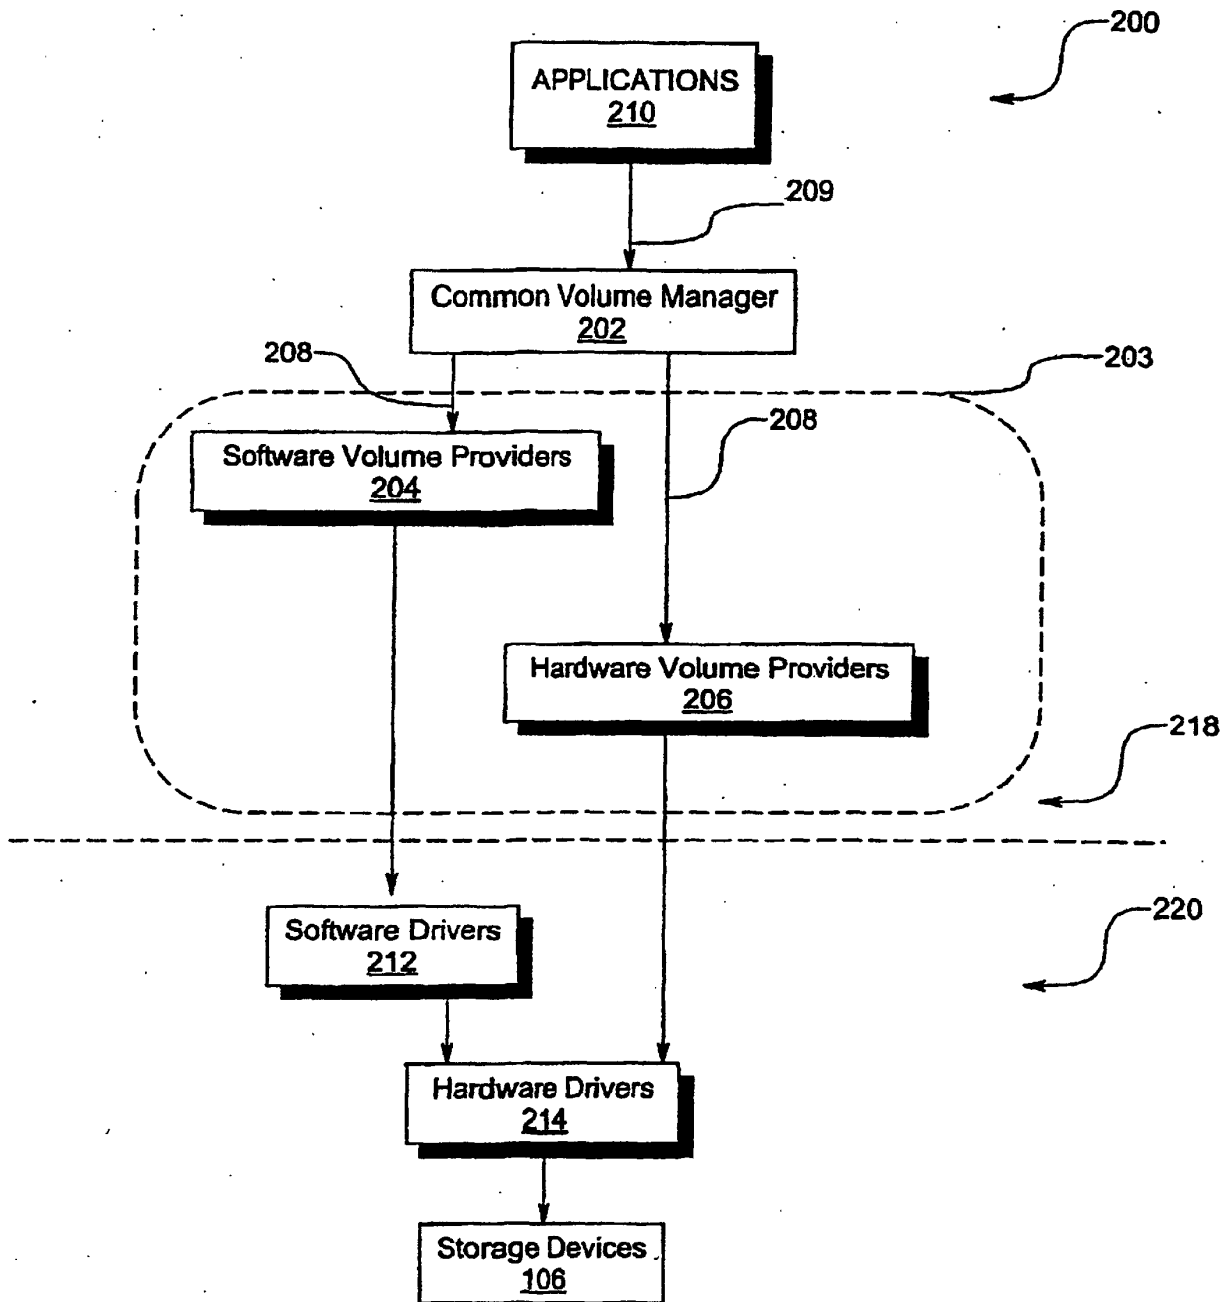 200
APPLICATIONS
210
209
Common Volume Manager
202
208
203
208
Software Volume Providers
204
Hardware Volume Providers
206
218
220
Software Drivers
212
Hardware Drivers
214
Storage Devices
106